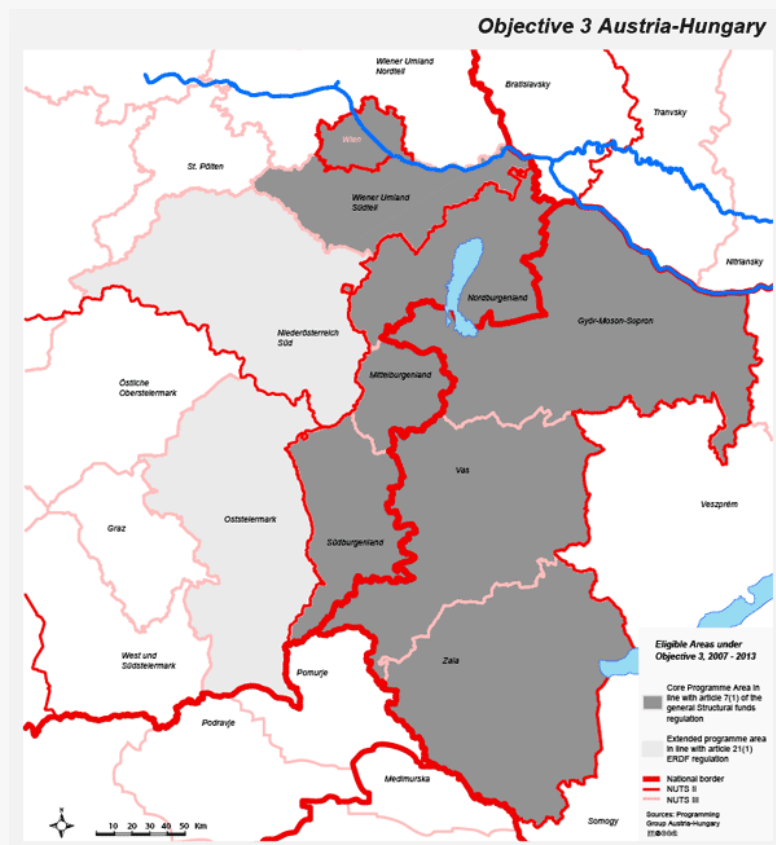 Objective 3 Austria-Hungary
Wiener Umland
Nordteil
Bratislavsky
Tranvsky
Wien
St. Pölten
Wiener Umland
Südteil
Nitriansky
Nordburgenland
Györ-Moson-Sopron
Niederösterreich
Süd
Mittelburgenland
Östliche
Obersteiermark
Vas
Veszprém
Oststeiermark
Graz
Südburgenland
West und
Südsteiermark
Zala
Pomurje
Podravje
Medimurska
Somogy
Eligible Areas under
Objective 3, 2007 - 2013
Core Programme Area in
line with article 7(1) of the
general Structural funds
regulation
Extended programme area
in line with article 21(1)
ERDF regulation
National border
NUTS II
NUTS III
Sources: Programming
Group Austria-Hungary
N
10 20 30 40 50 Km